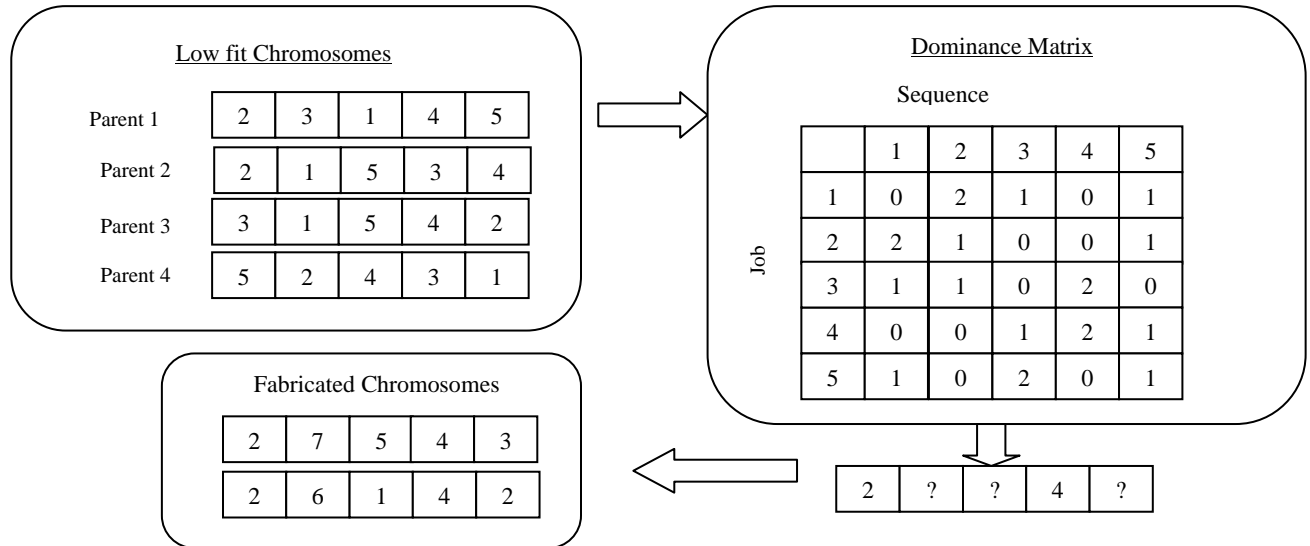 Low fit Chromosomes
Parent 1 2 3 1 4 5
Parent 2 2 1 5 3 4
Parent 3 3 1 5 4 2
Parent 4 5 2 4 3 1
Dominance Matrix
Sequence
Job
1 2 3 4 5
1 0 2 1 0 1
2 2 1 0 0 1
3 1 1 0 2 0
4 0 0 1 2 1
5 1 0 2 0 1
2 ? ? 4 ?
Fabricated Chromosomes
2 7 5 4 3
2 6 1 4 2